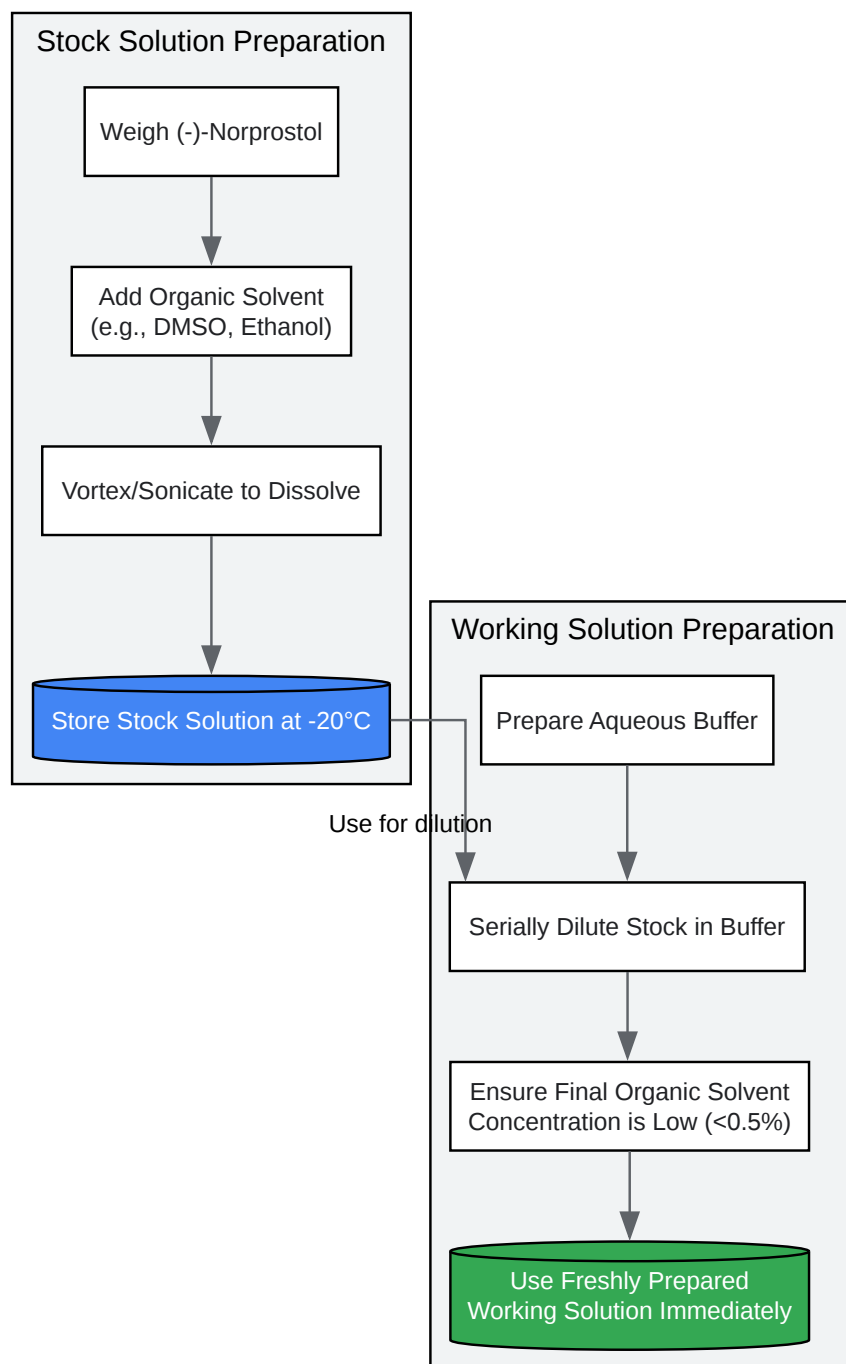 Stock Solution Preparation
Weigh (-)-Norprostol
Add Organic Solvent
(e.g., DMSO, Ethanol)
Vortex/Sonicate to Dissolve
Store Stock Solution at -20°C
Use for dilution
Working Solution Preparation
Prepare Aqueous Buffer
Serially Dilute Stock in Buffer
Ensure Final Organic Solvent
Concentration is Low (<0.5%)
Use Freshly Prepared
Working Solution Immediately